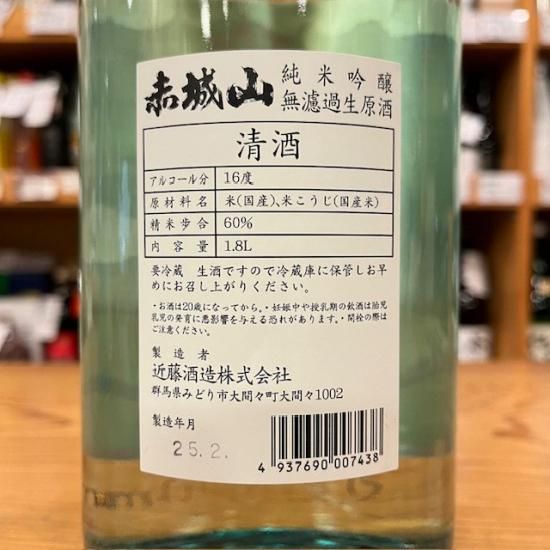 赤城山 純米吟醸
無濾過生原酒
清酒
アルコール分 16度
原材料名 米(国産)、米こうじ(国産米)
精米歩合 60%
内容量 1.8L
要冷蔵 生酒ですので冷蔵庫に保管しお早
めにお召し上がりください。
・お酒は20歳になってから。・妊娠中や授乳期の飲酒は胎児
乳児の発育に悪影響を与える恐れがあります。・開栓の際はご
注意ください。
製造者
近藤酒造株式会社
群馬県みどり市大間々町大間々1002
製造年月
25.2.
4 937690 007438